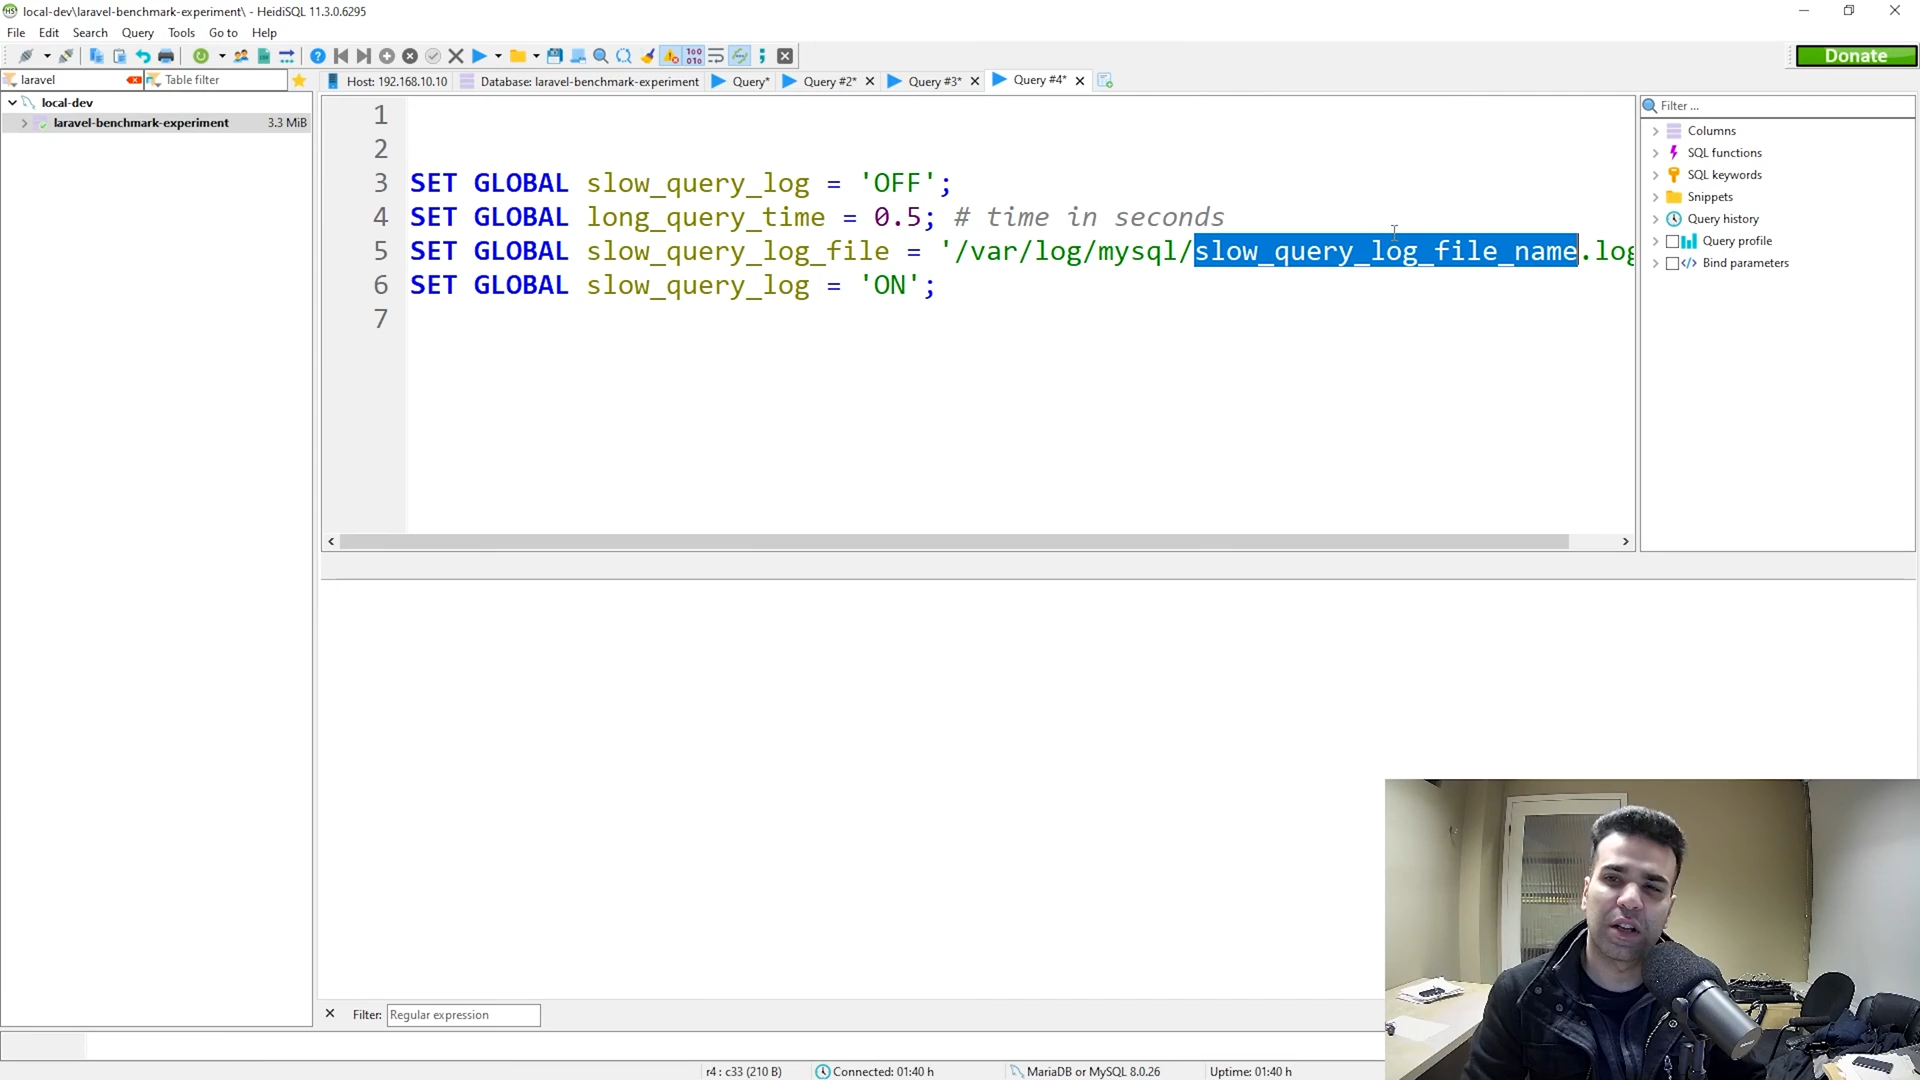 local-dev\laravel-benchmark-experiment\ - HeidiSQL 11.3.0.6295
File Edit Search Query Tools Go to Help
Donate
laravel
Table filter
Host: 192.168.10.10
Database: laravel-benchmark-experiment
Query*
Query #2*
Query #3*
Query #4*
local-dev
laravel-benchmark-experiment 3.3 MiB
1
2
3 SET GLOBAL slow_query_log = 'OFF';
4 SET GLOBAL long_query_time = 0.5; # time in seconds
5 SET GLOBAL slow_query_log_file = '/var/log/mysql/slow_query_log_file_name.log
6 SET GLOBAL slow_query_log = 'ON';
7
Filter ...
Columns
SQL functions
SQL keywords
Snippets
Query history
Query profile
Bind parameters
Filter: Regular expression
r4 : c33 (210 B)
Connected: 01:40 h
MariaDB or MySQL 8.0.26
Uptime: 01:40 h